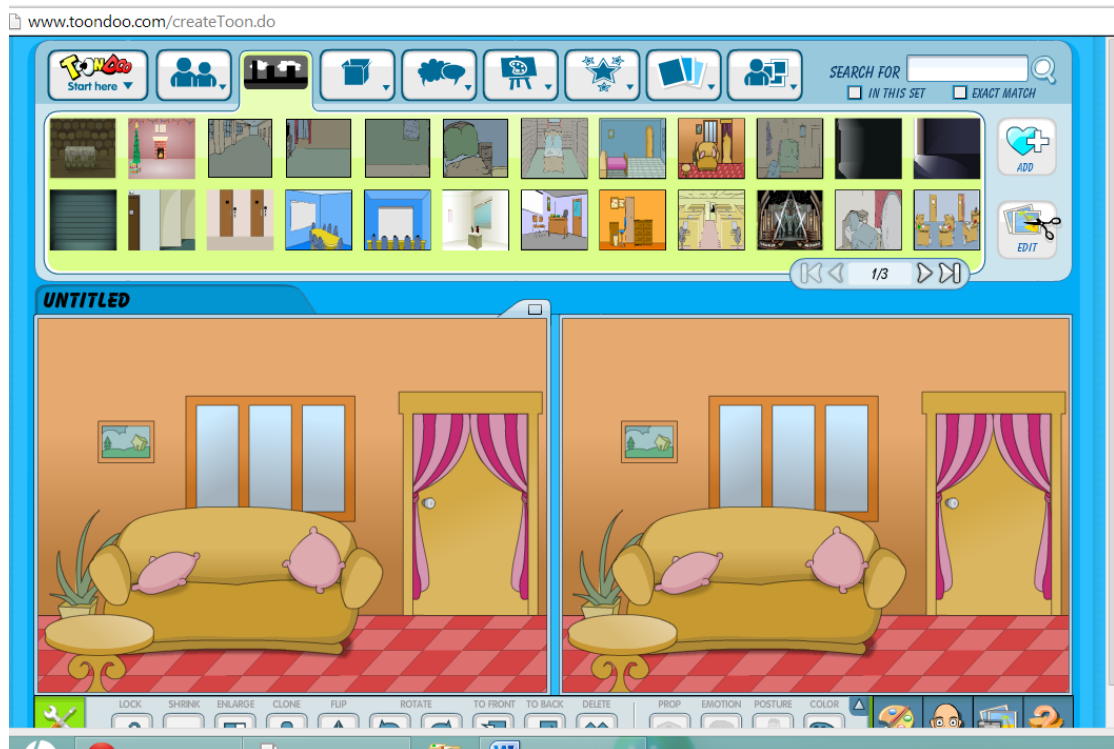 www.toondoo.com/createToon.do
TOONDOO
Start here
SEARCH FOR
IN THIS SET
EXACT MATCH
ADD
EDIT
1/3
UNTITLED
LOCK SHRINK ENLARGE CLONE FLIP ROTATE TO FRONT TO BACK DELETE PROP EMOTION POSTURE COLOR